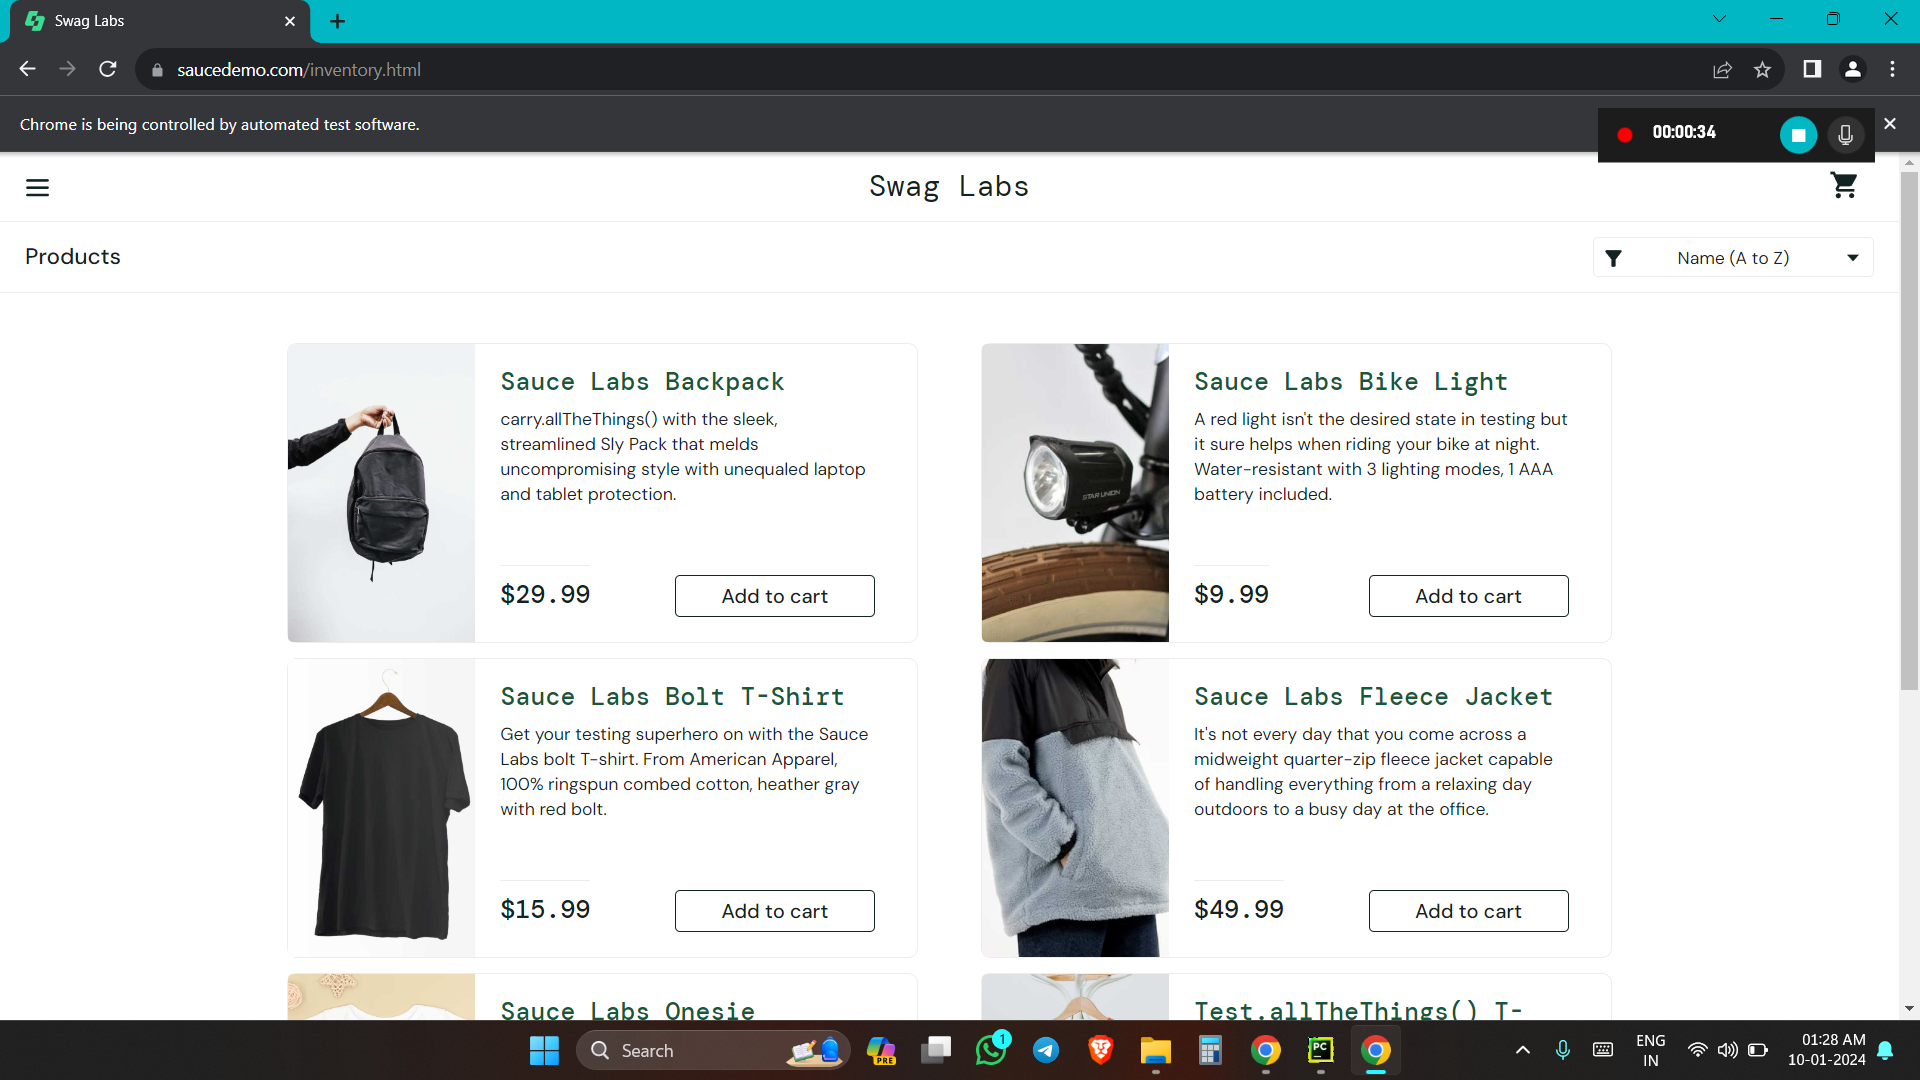 Swag Labs
saucedemo.com/inventory.html
Chrome is being controlled by automated test software.
00:00:34
Swag Labs
Products
Name (A to Z)
Sauce Labs Backpack
carry.allTheThings() with the sleek,
streamlined Sly Pack that melds
uncompromising style with unequaled laptop
and tablet protection.
$29.99
Add to cart
Sauce Labs Bike Light
A red light isn't the desired state in testing but
it sure helps when riding your bike at night.
Water-resistant with 3 lighting modes, 1 AAA
battery included.
STAR UNION
$9.99
Add to cart
Sauce Labs Bolt T-Shirt
Get your testing superhero on with the Sauce
Labs bolt T-shirt. From American Apparel,
100% ringspun combed cotton, heather gray
with red bolt.
$15.99
Add to cart
Sauce Labs Fleece Jacket
It's not every day that you come across a
midweight quarter-zip fleece jacket capable
of handling everything from a relaxing day
outdoors to a busy day at the office.
$49.99
Add to cart
Sauce Labs Onesie
Test.allTheThings() T-
Search
PRE
1
PC
ENG
IN
01:28 AM
10-01-2024